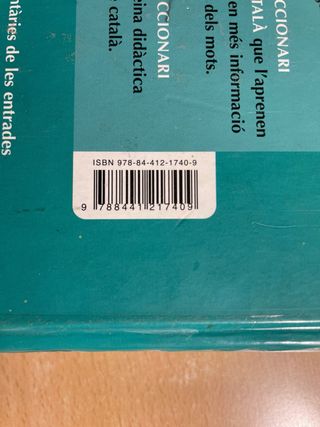 CCIONARI
TALÀ que l'aprenen
en més informació
dels mots.
CCIONARI
eina didàctica
català.
ntàries de les entrades
ISBN 978-84-412-1740-9
9 788441 217409